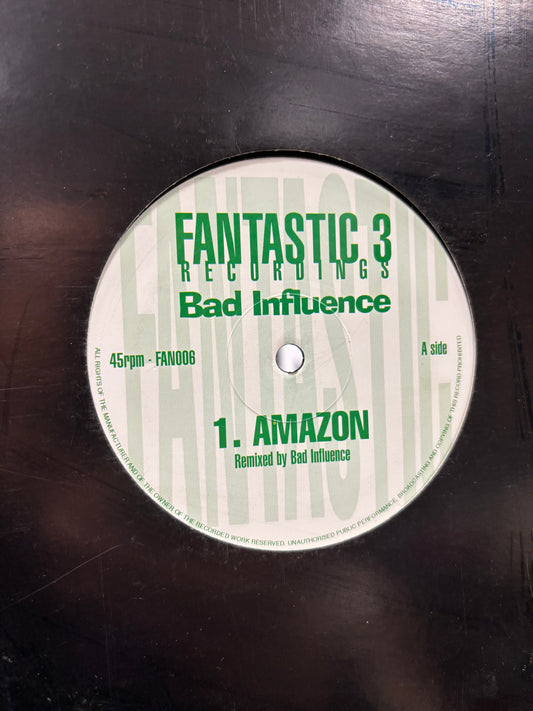 FANTASTIC
FANTASTIC 3
RECORDINGS
Bad Influence
45rpm - FAN006
A side
1. AMAZON
Remixed by Bad Influence
ALL RIGHTS OF THE MANUFACTURER AND OF THE OWNER OF THE RECORDED WORK RESERVED. UNAUTHORISED PUBLIC PERFORMANCE, BROADCASTING AND COPYING OF THIS RECORD PROHIBITED